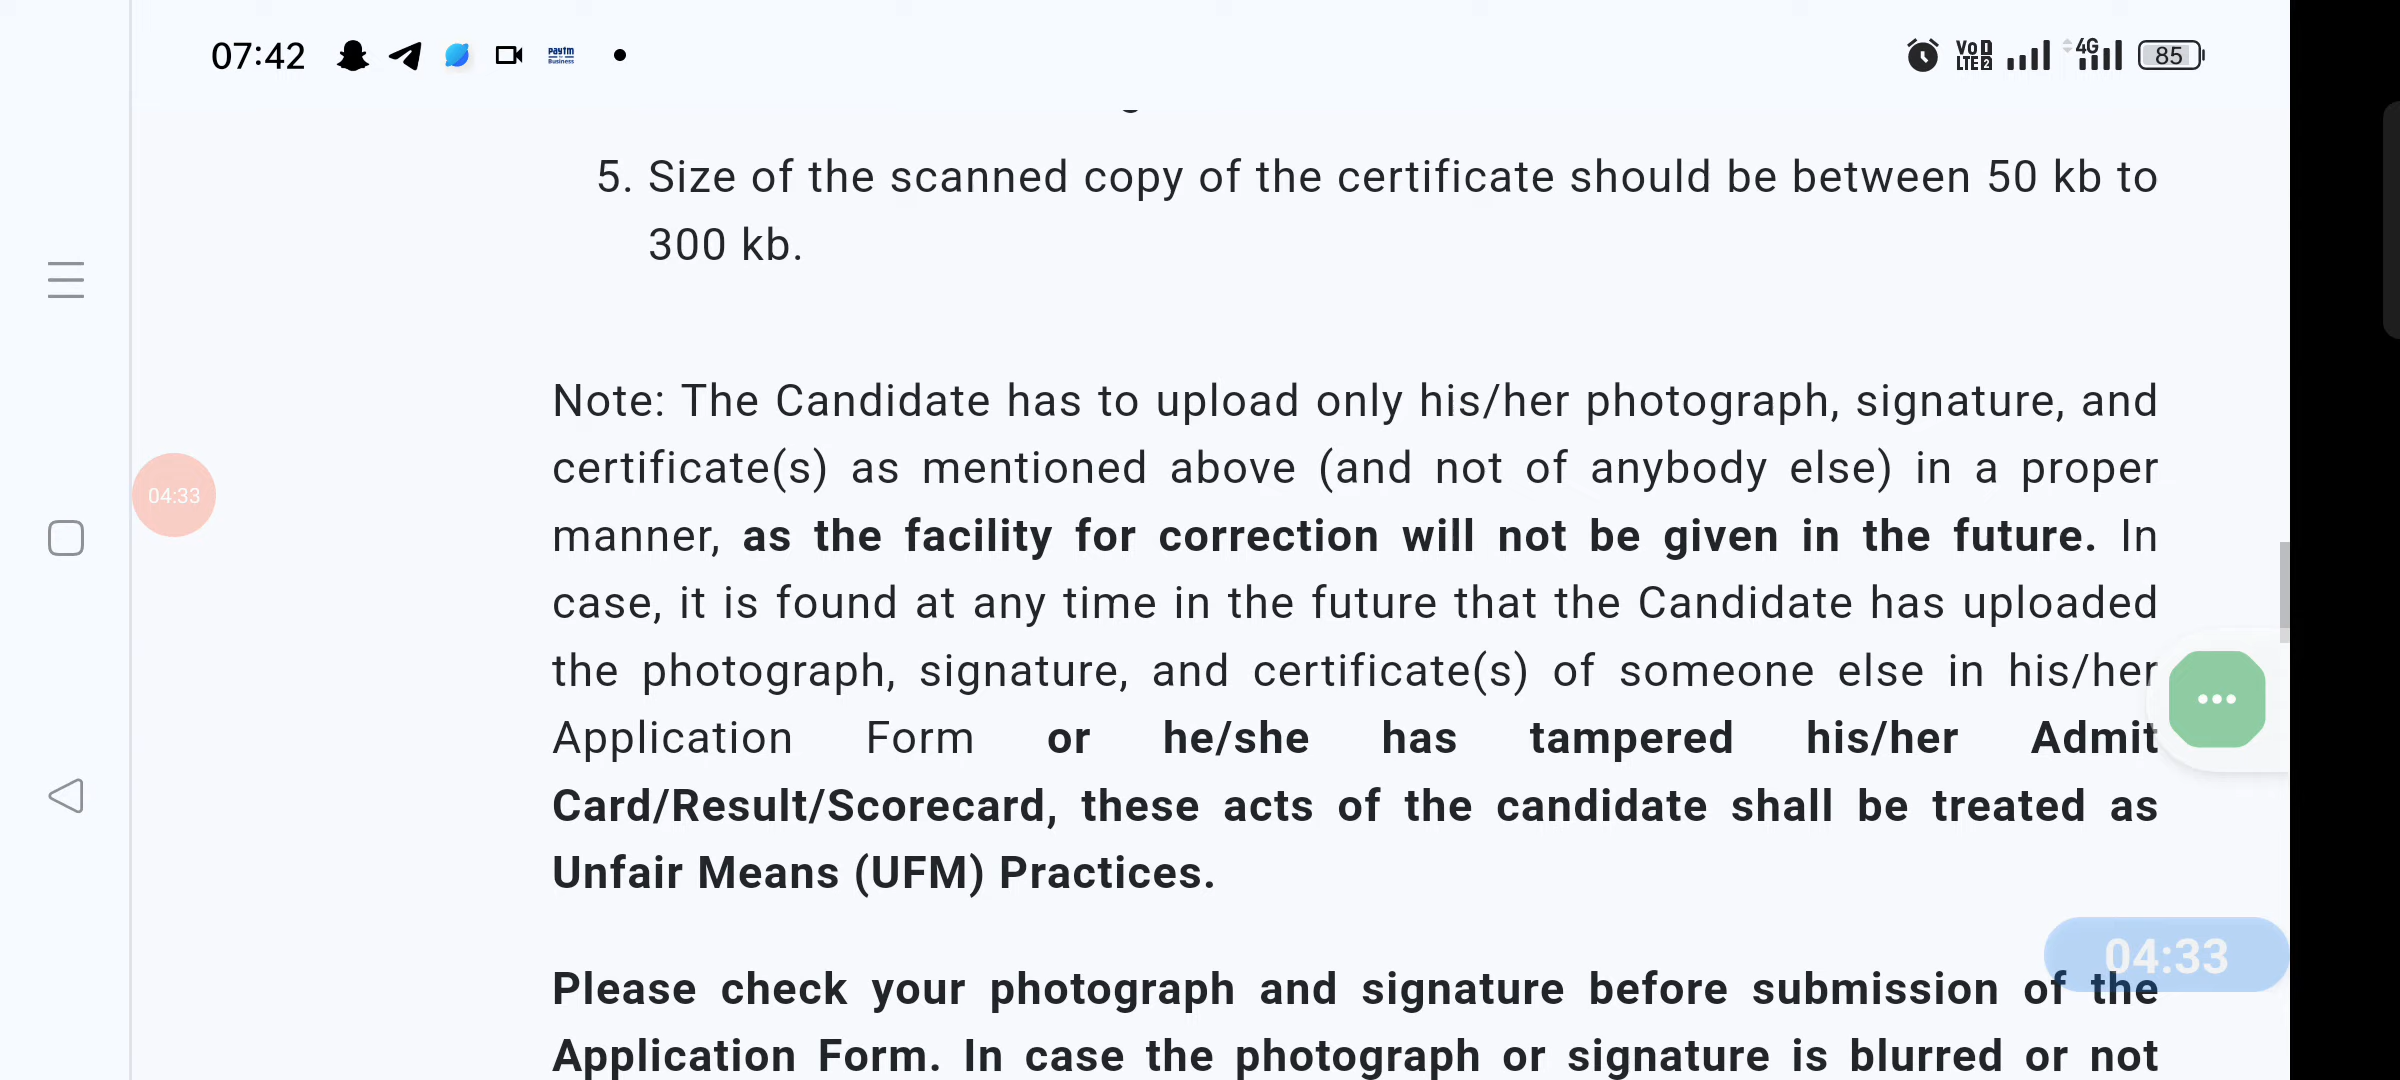 07:42
paytm
Business
Vo 1
LTE 2
4G
85
5. Size of the scanned copy of the certificate should be between 50 kb to
300 kb.
Note: The Candidate has to upload only his/her photograph, signature, and
certificate(s) as mentioned above (and not of anybody else) in a proper
04:33
manner, as the facility for correction will not be given in the future. In
case, it is found at any time in the future that the Candidate has uploaded
the photograph, signature, and certificate(s) of someone else in his/her
Application Form or he/she has tampered his/her Admit
Card/Result/Scorecard, these acts of the candidate shall be treated as
Unfair Means (UFM) Practices.
04:33
Please check your photograph and signature before submission of the
Application Form. In case the photograph or signature is blurred or not